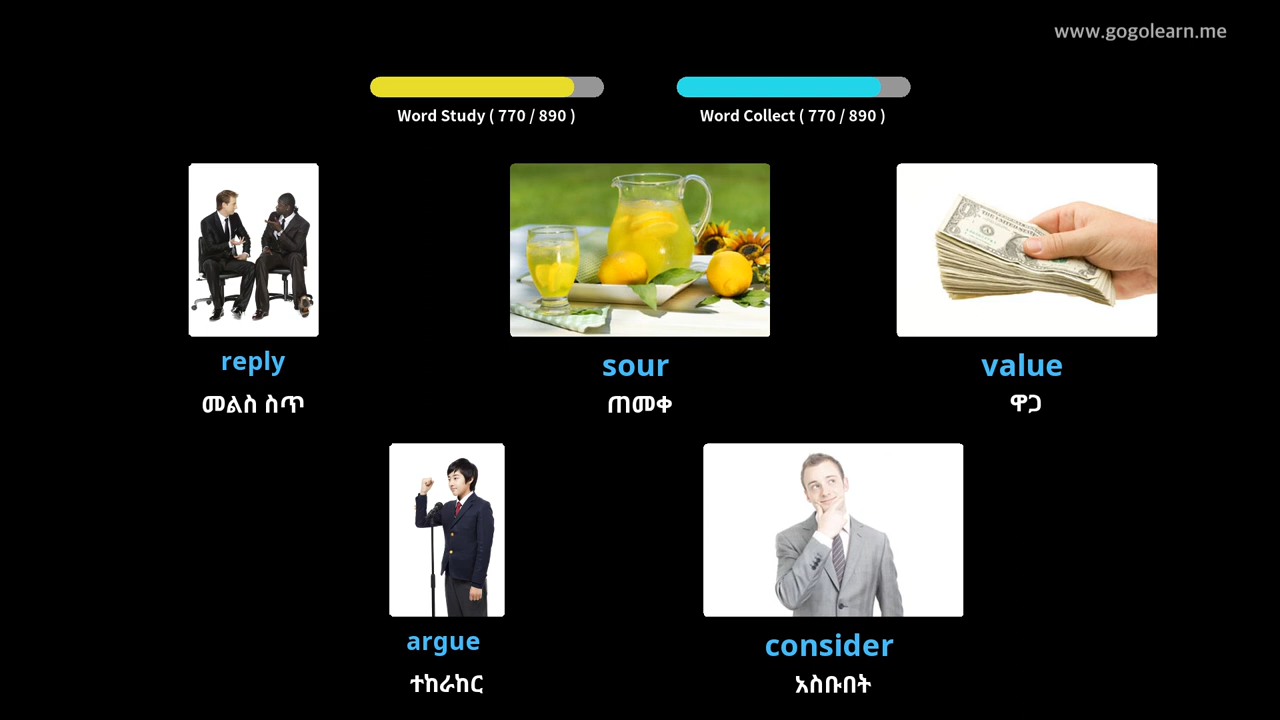 www.gogolearn.me
Word Study ( 770 / 890 )
Word Collect ( 770 / 890 )
reply
sour
value
መልስ ስጥ
ጠመቀ
ዋጋ
argue
consider
ተከራከር
አስቡበት